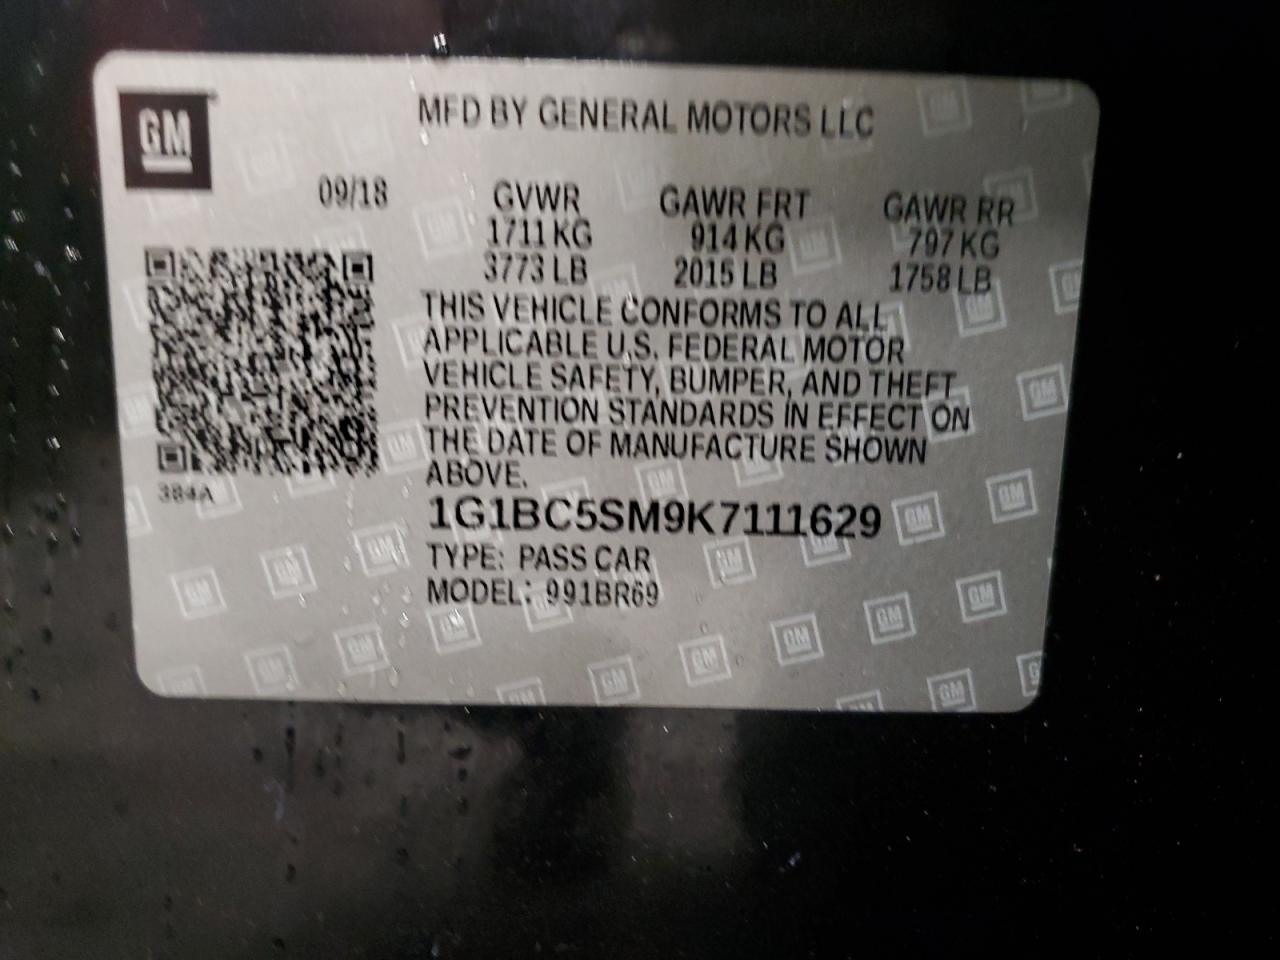 GM
MFD BY GENERAL MOTORS LLC
09/18
GVWR GAWR FRT GAWR RR
1711 KG 914 KG 797 KG
3773 LB 2015 LB 1758 LB
THIS VEHICLE CONFORMS TO ALL
APPLICABLE U.S. FEDERAL MOTOR
VEHICLE SAFETY, BUMPER, AND THEFT
PREVENTION STANDARDS IN EFFECT ON
THE DATE OF MANUFACTURE SHOWN
ABOVE.
384A
1G1BC5SM9K7111629
TYPE: PASS CAR
MODEL: 991BR69